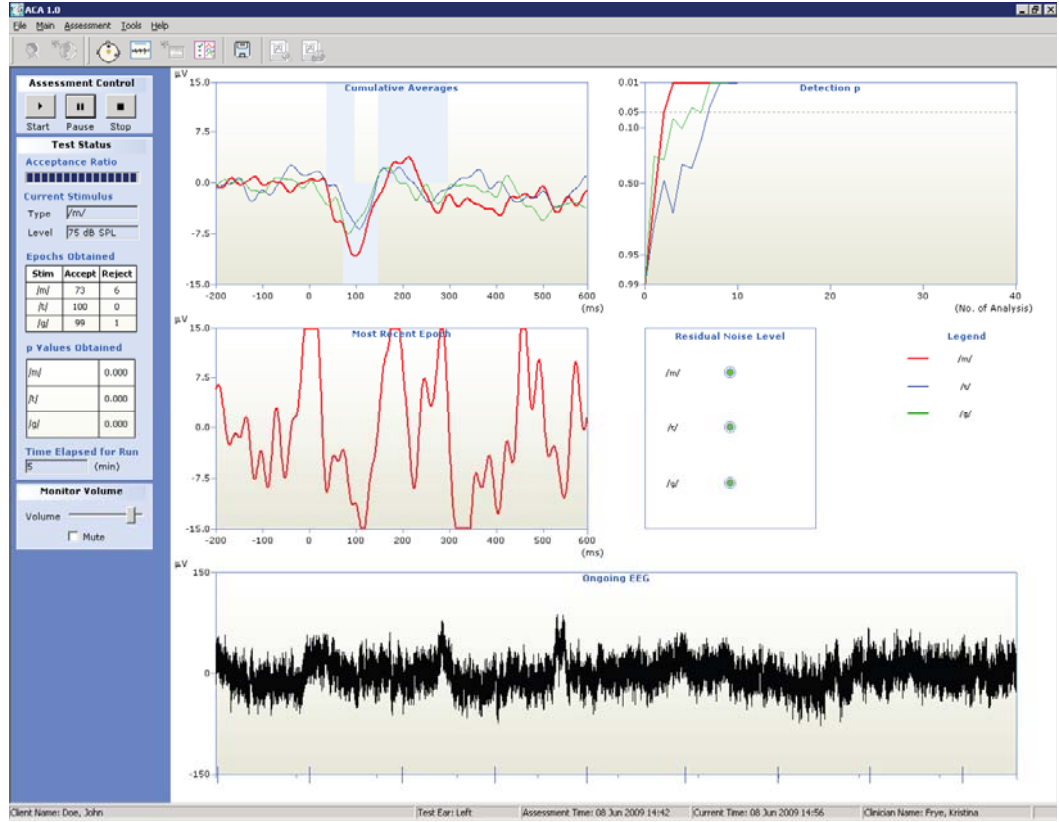 ACA 1.0
File Main Assessment Tools Help
Assessment Control
Start Pause Stop
Test Status
Acceptance Ratio
Current Stimulus
Type /m/
Level 75 dB SPL
Epochs Obtained
Stim Accept Reject
/m/ 73 6
/t/ 100 0
/g/ 99 1
p Values Obtained
/m/ 0.000
/t/ 0.000
/g/ 0.000
Time Elapsed for Run
5 (min)
Monitor Volume
Volume
Mute
µV
Cumulative Averages
15.0
7.5
0.0
-7.5
-15.0
-200 -100 0 100 200 300 400 500 600
(ms)
Detection p
0.01
0.05
0.10
0.50
0.95
0.99
0 10 20 30 40
(No. of Analysis)
µV
Most Recent Epoch
15.0
7.5
0.0
-7.5
-15.0
-200 -100 0 100 200 300 400 500 600
(ms)
Residual Noise Level
/m/
/t/
/g/
Legend
/m/
/t/
/g/
µV
Ongoing EEG
150
0
-150
Client Name: Doe, John Test Ear: Left Assessment Time: 08 Jun 2009 14:42 Current Time: 08 Jun 2009 14:56 Clinician Name: Frye, Kristina